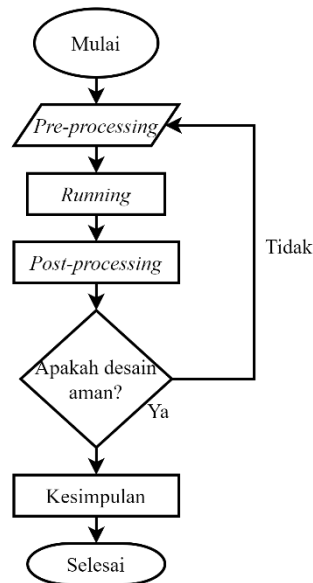 Mulai
Pre-processing
Running
Post-processing
Tidak
Apakah desain
aman?
Ya
Kesimpulan
Selesai